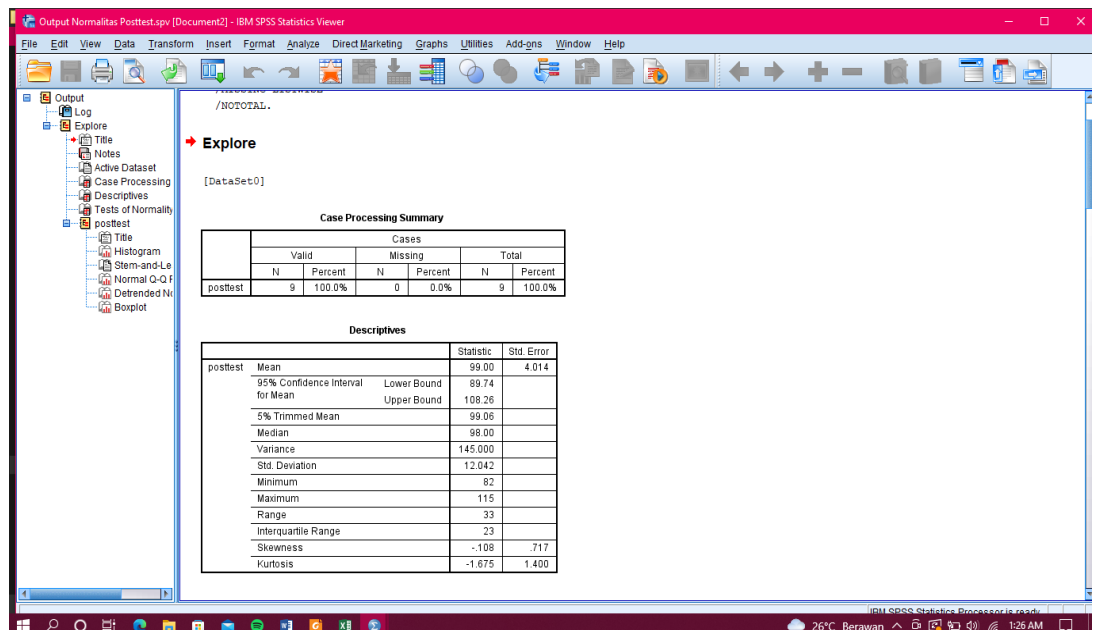 Output Normalitas Posttest.spv [Document2] - IBM SPSS Statistics Viewer
File Edit View Data Transform Insert Format Analyze Direct Marketing Graphs Utilities Add-ons Window Help
Output
Log
Explore
Title
Notes
Active Dataset
Case Processing
Descriptives
Tests of Normality
posttest
Title
Histogram
Stem-and-Le
Normal Q-Q
Detrended
Boxplot
/NOTOTAL.
Explore
[DataSet0]
Case Processing Summary
Cases
Valid Missing Total
N Percent N Percent N Percent
posttest 9 100.0% 0 0.0% 9 100.0%
Descriptives
Statistic Std. Error
posttest Mean 99.00 4.014
95% Confidence Interval Lower Bound 89.74
for Mean Upper Bound 108.26
5% Trimmed Mean 99.06
Median 98.00
Variance 145.000
Std. Deviation 12.042
Minimum 82
Maximum 115
Range 33
Interquartile Range 23
Skewness -.108 .717
Kurtosis -1.675 1.400
IBM SPSS Statistics Processor is ready
26°C Berawan 1:26 AM